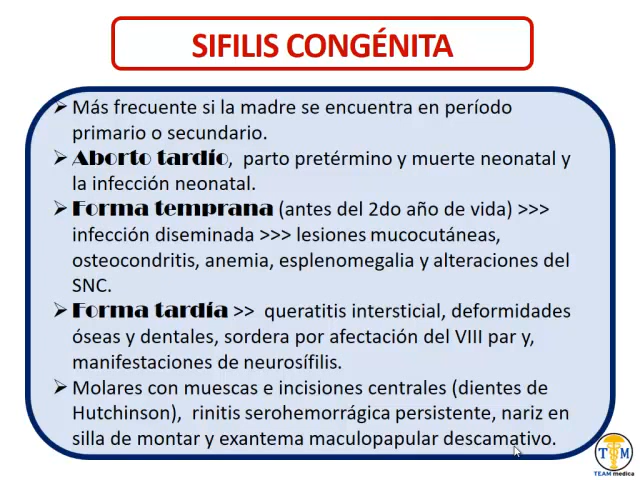 SIFILIS CONGÉNITA
➢ Más frecuente si la madre se encuentra en período
primario o secundario.
➢ Aborto tardío, parto pretérmino y muerte neonatal y
la infección neonatal.
➢ Forma temprana (antes del 2do año de vida) >>>
infección diseminada >>> lesiones mucocutáneas,
osteocondritis, anemia, esplenomegalia y alteraciones del
SNC.
➢ Forma tardía >> queratitis intersticial, deformidades
óseas y dentales, sordera por afectación del VIII par y,
manifestaciones de neurosífilis.
➢ Molares con muescas e incisiones centrales (dientes de
Hutchinson), rinitis serohemorrágica persistente, nariz en
silla de montar y exantema maculopapular descamativo.
T M
TEAM medica